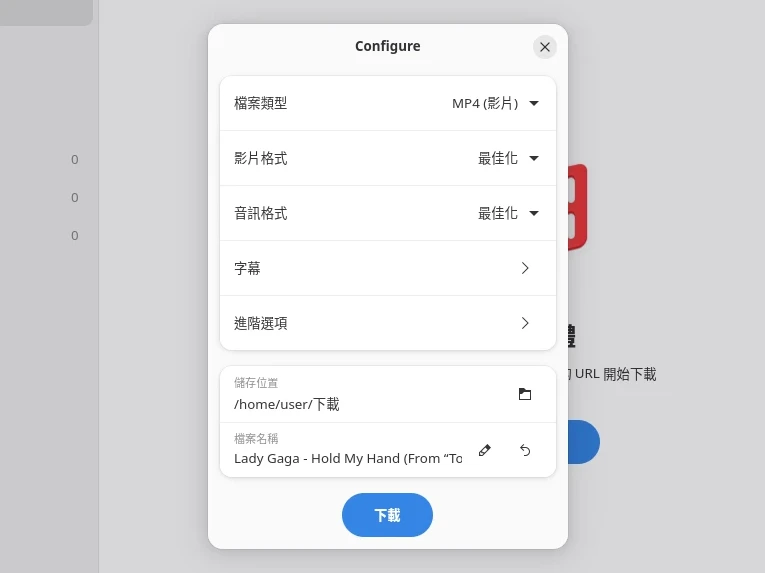 Configure
檔案類型
MP4 (影片)
影片格式
最佳化
音訊格式
最佳化
字幕
進階選項
儲存位置
/home/user/下載
檔案名稱
Lady Gaga - Hold My Hand (From “To
下載
0
0
0
URL 開始下載